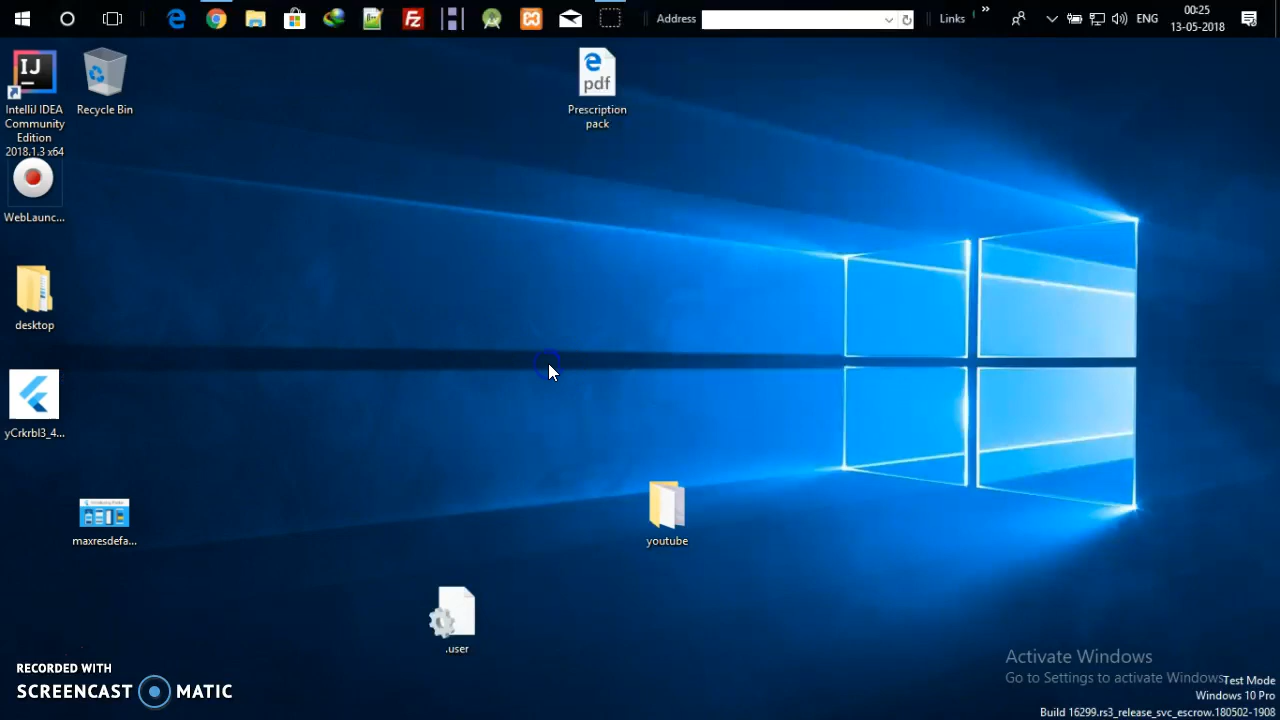 Address
Links
»
ENG
00:25
13-05-2018
IJ
IntelliJ IDEA
Community
Edition
2018.1.3 x64
Recycle Bin
pdf
Prescription
pack
WebLaunc...
desktop
yCrkrbl3_4...
maxresdefa...
youtube
.user
RECORDED WITH
SCREENCAST MATIC
Activate Windows
Go to Settings to activate Windows.
Test Mode
Windows 10 Pro
Build 16299.rs3_release_svc_escrow.180502-1908